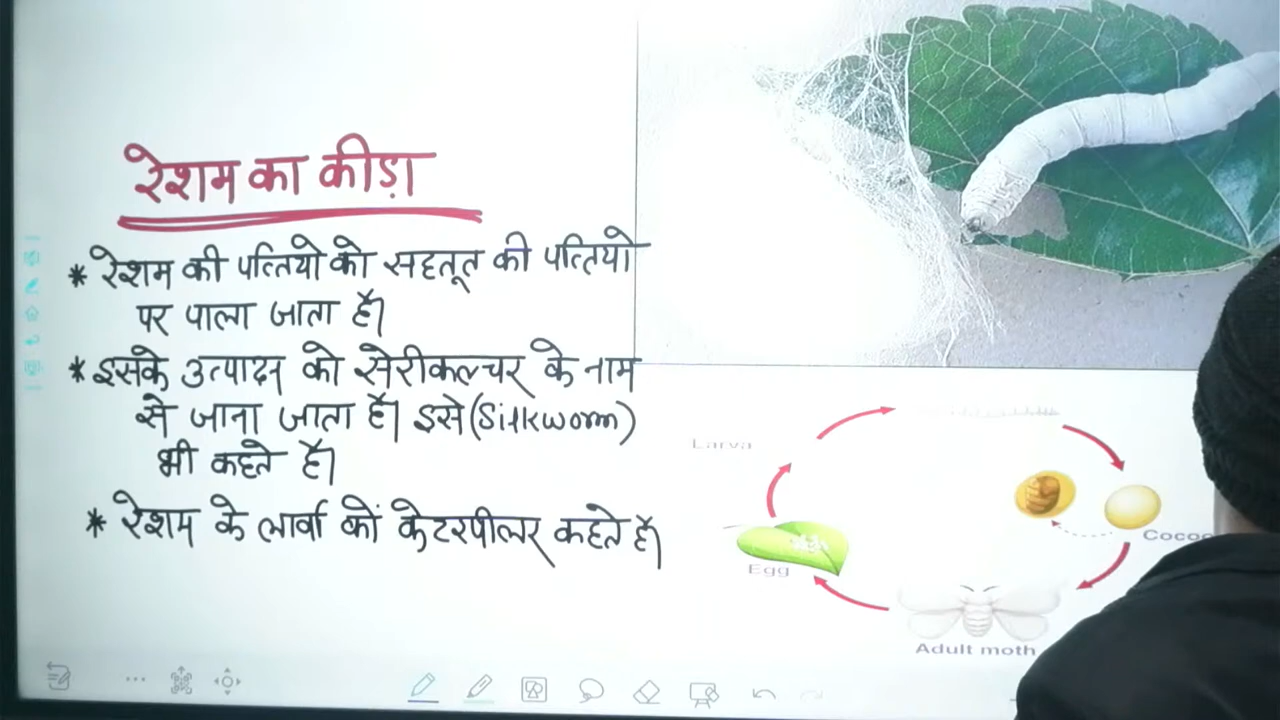 रेशम का कीड़ा
* रेशम की पत्तियो को सहतूत की पत्तियो
पर पाला जाता है।
* इसके उत्पादन को सेरीकल्चर के नाम
से जाना जाता है। इसे (Silkworm)
भी कहते है।
* रेशम के लार्वा कों केटरपीलर कहते है।
Larva
Egg
Adult moth